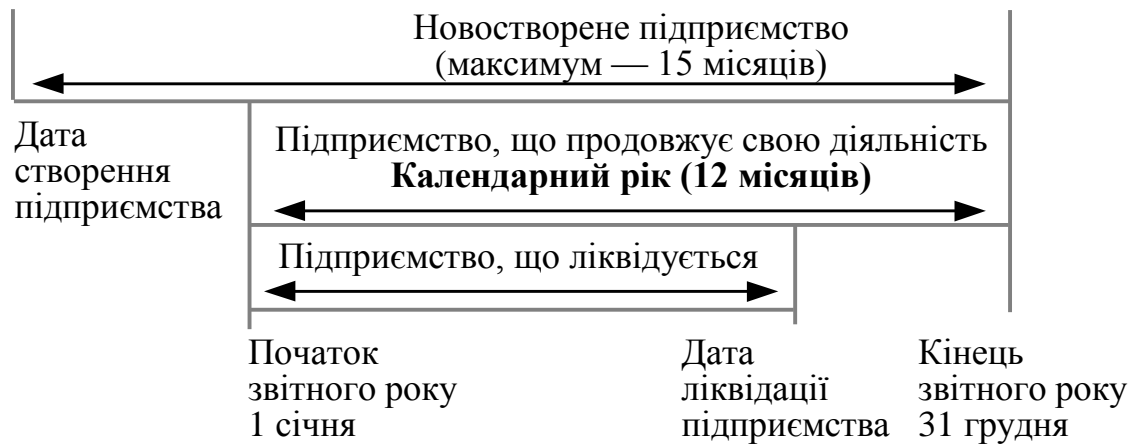 Новостворене підприємство
(максимум — 15 місяців)
Дата
створення
підприємства
Підприємство, що продовжує свою діяльність
Календарний рік (12 місяців)
Підприємство, що ліквідується
Початок
звітного року
1 січня
Дата
ліквідації
підприємства
Кінець
звітного року
31 грудня